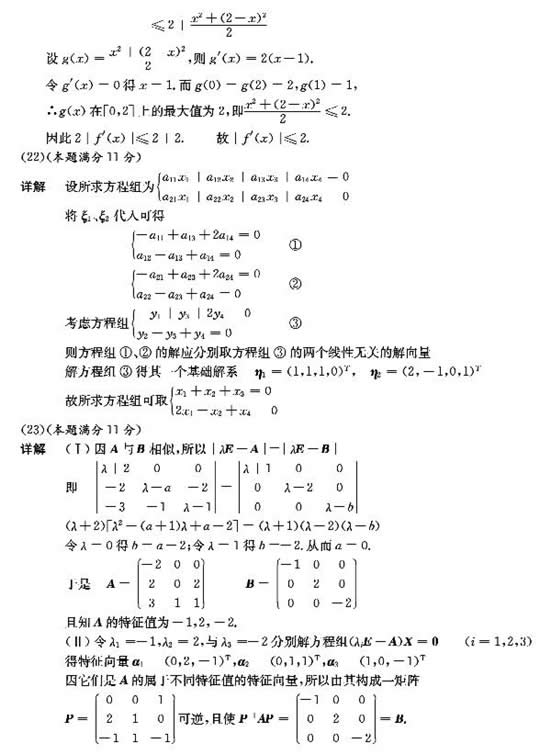 ≤ 2 + \frac{x²+(2-x)²}{2}
设 g(x) = \frac{x²+(2-x)²}{2},则 g′(x) = 2(x-1).
令 g′(x) = 0 得 x = 1. 而 g(0) = g(2) = 2, g(1) = 1,
∴g(x) 在[0,2]上的最大值为 2,即 \frac{x²+(2-x)²}{2} ≤ 2.
因此 2|f′(x)| ≤ 2+2. 故|f′(x)| ≤ 2.
(22)(本题满分 11 分)
详解 设所求方程组为 { a₁₁x₁ + a₁₂x₂ + a₁₃x₃ + a₁₄x₄ = 0
a₂₁x₁ + a₂₂x₂ + a₂₃x₃ + a₂₄x₄ = 0
将 ξ₁、ξ₂ 代入可得
{ -a₁₁ + a₁₃ + 2a₁₄ = 0
a₁₂ - a₁₃ + a₁₄ = 0 ①
{ -a₂₁ + a₂₃ + 2a₂₄ = 0
a₂₂ - a₂₃ + a₂₄ = 0 ②
考虑方程组 { y₁ + y₃ + 2y₄ = 0
y₂ - y₃ + y₄ = 0 ③
则方程组 ①、② 的解应分别取方程组 ③ 的两个线性无关的解向量
解方程组 ③ 得其一个基础解系 η₁ = (1,1,1,0)ᵀ, η₂ = (2,-1,0,1)ᵀ
故所求方程组可取 { x₁ + x₂ + x₃ = 0
2x₁ - x₂ + x₄ = 0
(23)(本题满分 11 分)
详解 (Ⅰ) 因 A 与 B 相似,所以|λE-A| = |λE-B|
即 | λ+2 0 0 | = | λ+1 0 0 |
| -2 λ-a -2 | | 0 λ-2 0 |
| -3 -1 λ-1 | | 0 0 λ-b |
(λ+2)[λ²-(a+1)λ+a-2] = (λ+1)(λ-2)(λ-b)
令 λ = 0 得 b = a-2;令 λ = 1 得 b = -2. 从而 a = 0.
于是 A = [ -2 0 0 ] B = [ -1 0 0 ]
[ 2 0 2 ] [ 0 2 0 ]
[ 3 1 1 ] [ 0 0 -2 ]
且知 A 的特征值为 -1,2,-2.
(Ⅱ) 令 λ₁ = -1, λ₂ = 2,与 λ₃ = -2 分别解方程组(λᵢE-A)X = 0 (i = 1,2,3)
得特征向量 α₁ = (0,2,-1)ᵀ, α₂ = (0,1,1)ᵀ, α₃ = (1,0,-1)ᵀ
因它们是 A 的属于不同特征值的特征向量,所以由其构成一矩阵
P = [ 0 0 1 ] 可逆,且使 P⁻¹AP = [ -1 0 0 ] = B.
[ 2 1 0 ] [ 0 2 0 ]
[ -1 1 -1 ] [ 0 0 -2 ]